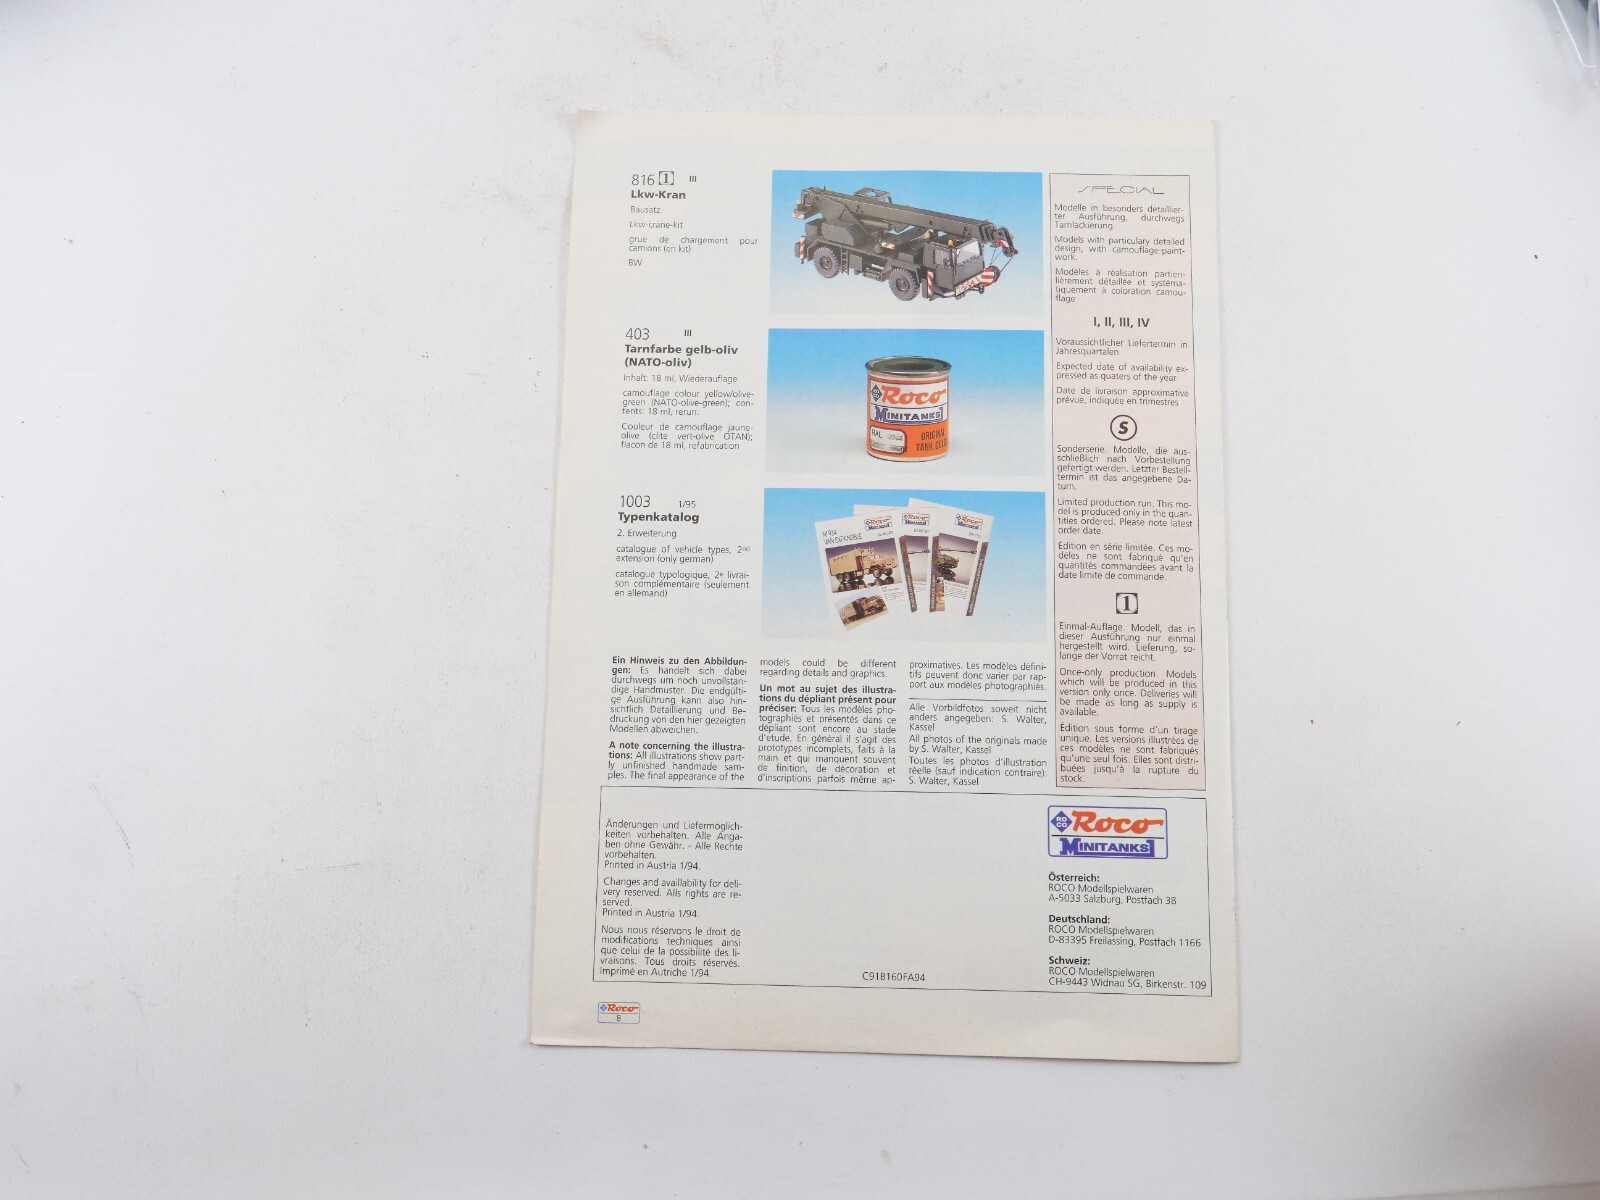 816 1 III
Lkw-Kran
Bausatz
Lkw-crane-kit
grue de chargement pour
camions (en kit)
BW
403 III
Tarnfarbe gelb-oliv
(NATO-oliv)
Inhalt: 18 ml, Wiederauflage
camouflage colour yellow/olive-
green (NATO-olive-green); con-
tents: 18 ml, rerun.
Couleur de camouflage jaune-
olive (clite vert-olive OTAN);
flacon de 18 ml, refabrication
Roco
MINITANKS
RAL
ORIGINAL
TANK COLOR
1003 1/95
Typenkatalog
2. Erweiterung
catalogue of vehicle types, 2nd
extension (only german)
catalogue typologique, 2e livrai-
son complémentaire (seulement
en allemand)
M 934
VAN EXPANSIBLE
Roco
Minitanks
SPECIAL
Modelle in besonders detaillier-
ter Ausführung, durchwegs
Tarnlackierung
Models with particulary detailed
design, with camouflage-paint-
work.
Modèles à réalisation partien-
lièrement détaillée et systéma-
tiquement à coloration camou-
flage
I, II, III, IV
Voraussichtlicher Liefertermin in
Jahresquartalen
Expected date of availability ex-
pressed as quaters of the year
Date de livraison approximative
prévue, indiquée en trimestres
S
Sonderserie. Modelle, die aus-
schließlich nach Vorbestellung
gefertigt werden. Letzter Bestell-
termin ist das angegebene Da-
tum.
Limited production run. This mo-
del is produced only in the quan-
tities ordered. Please note latest
order date.
Édition en série limitée. Ces mo-
dèles ne sont fabriqué qu'en
quantités commandées avant la
date limite de commande.
1
Einmal-Auflage. Modell, das in
dieser Ausführung nur einmal
hergestellt wird. Lieferung, so-
lange der Vorrat reicht.
Once-only production. Models
which will be produced in this
version only once. Deliveries will
be made as long as supply is
available.
Édition sous forme d'un tirage
unique. Les versions illustrées de
ces modèles ne sont fabriqués
qu'une seul fois. Elles sont distri-
buées jusqu'à la rupture du
stock.
Ein Hinweis zu den Abbildun-
gen: Es handelt sich dabei
durchwegs um noch unvollstän-
dige Handmuster. Die endgülti-
ge Ausführung kann also hin-
sichtlich Detaillierung und Be-
druckung von den hier gezeigten
Modellen abweichen.
A note concerning the illustra-
tions: All illustrations show part-
ly unfinished handmade sam-
ples. The final appearance of the
models could be different
regarding details and graphics.
Un mot au sujet des illustra-
tions du dépliant présent pour
préciser: Tous les modèles pho-
tographiés et présentés dans ce
dépliant sont encore au stade
d'etude. En général il s'agit des
prototypes incomplets, faits à la
main et qui manquent souvent
de finition, de décoration et
d'inscriptions parfois même ap-
proximatives. Les modèles défini-
tifs peuvent donc varier par rap-
port aux modèles photographiés.
Alle Vorbildfotos soweit nicht
anders angegeben: S. Walter,
Kassel
All photos of the originals made
by S. Walter, Kassel
Toutes les photos d'illustration
réelle (sauf indication contraire):
S. Walter, Kassel
Änderungen und Liefermöglich-
keiten vorbehalten. Alle Anga-
ben ohne Gewähr. - Alle Rechte
vorbehalten.
Printed in Austria 1/94.
Changes and availlability for deli-
very reserved. Alls rights are re-
served.
Printed in Austria 1/94.
Nous nous réservons le droit de
modifications techniques ainsi
que celui de la possibilité des li-
vraisons. Tous droits réservés.
Imprimé en Autriche 1/94.
C91B160FA94
ROCO Roco
MINITANKS
Österreich:
ROCO Modellspielwaren
A-5033 Salzburg, Postfach 38
Deutschland:
ROCO Modellspielwaren
D-83395 Freilassing, Postfach 1166
Schweiz:
ROCO Modellspielwaren
CH-9443 Widnau SG, Birkenstr. 109
Roco
8